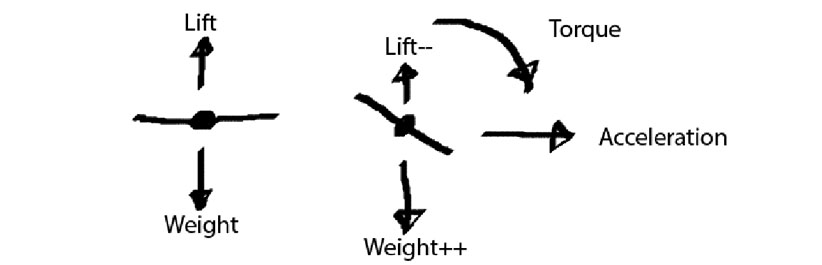 Lift
Weight
Lift--
Torque
Acceleration
Weight++